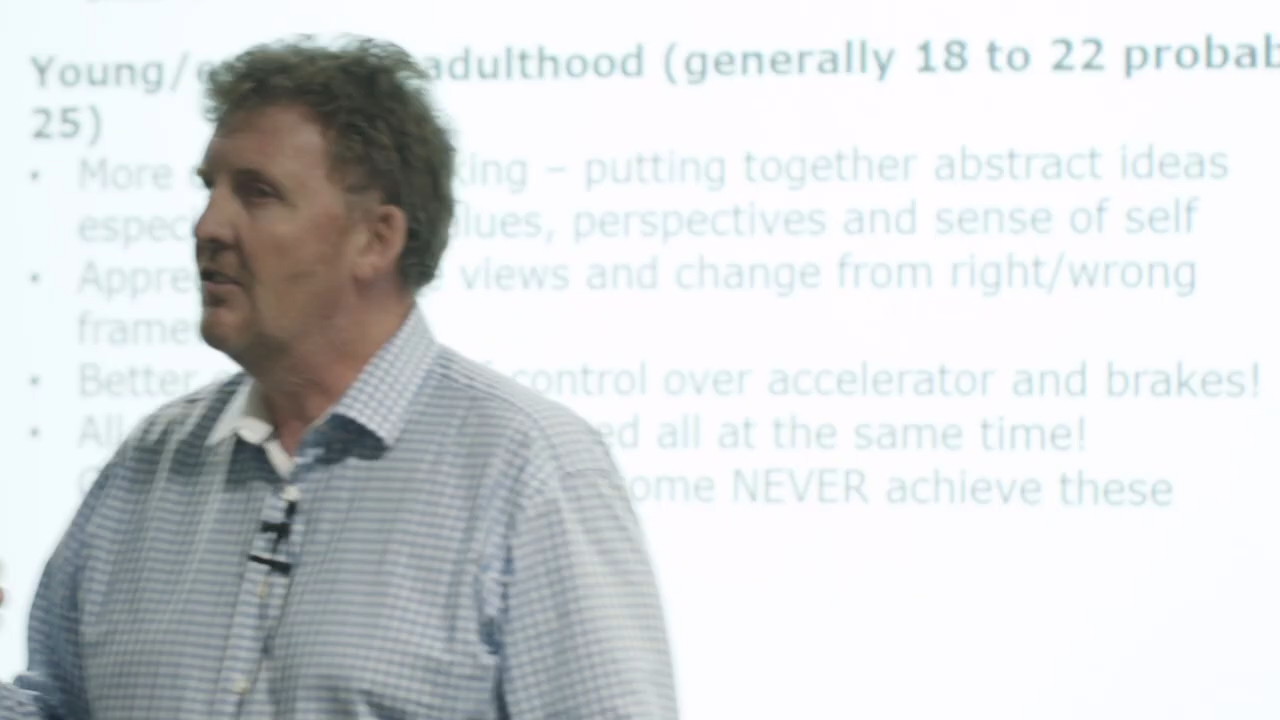 Young/e adulthood (generally 18 to 22 probab
25)
• More king – putting together abstract ideas
espec lues, perspectives and sense of self
• Appre views and change from right/wrong
frame
• Better control over accelerator and brakes!
• All ed all at the same time!
ome NEVER achieve these